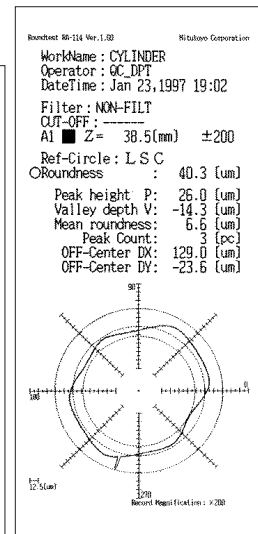 Roundtest RA-114 Ver.1.00 Mitutoyo Corporation
WorkName : CYLINDER
Operator : QC_DPT
DateTime : Jan 23,1997 19:02
Filter : NON-FILT
CUT-OFF : ------
A1 ■ Z= 38.5(mm) ±200
Ref-Circle : L S C
○Roundness : 40.3 [um]
Peak height P: 26.0 [um]
Valley depth V: -14.3 [um]
Mean roundness: 6.6 [um]
Peak Count: 3 [pc]
OFF-Center DX: 129.0 [um]
OFF-Center DY: -23.6 [um]
90
180 0
12.5[um] 270
Record Magnification : ×200